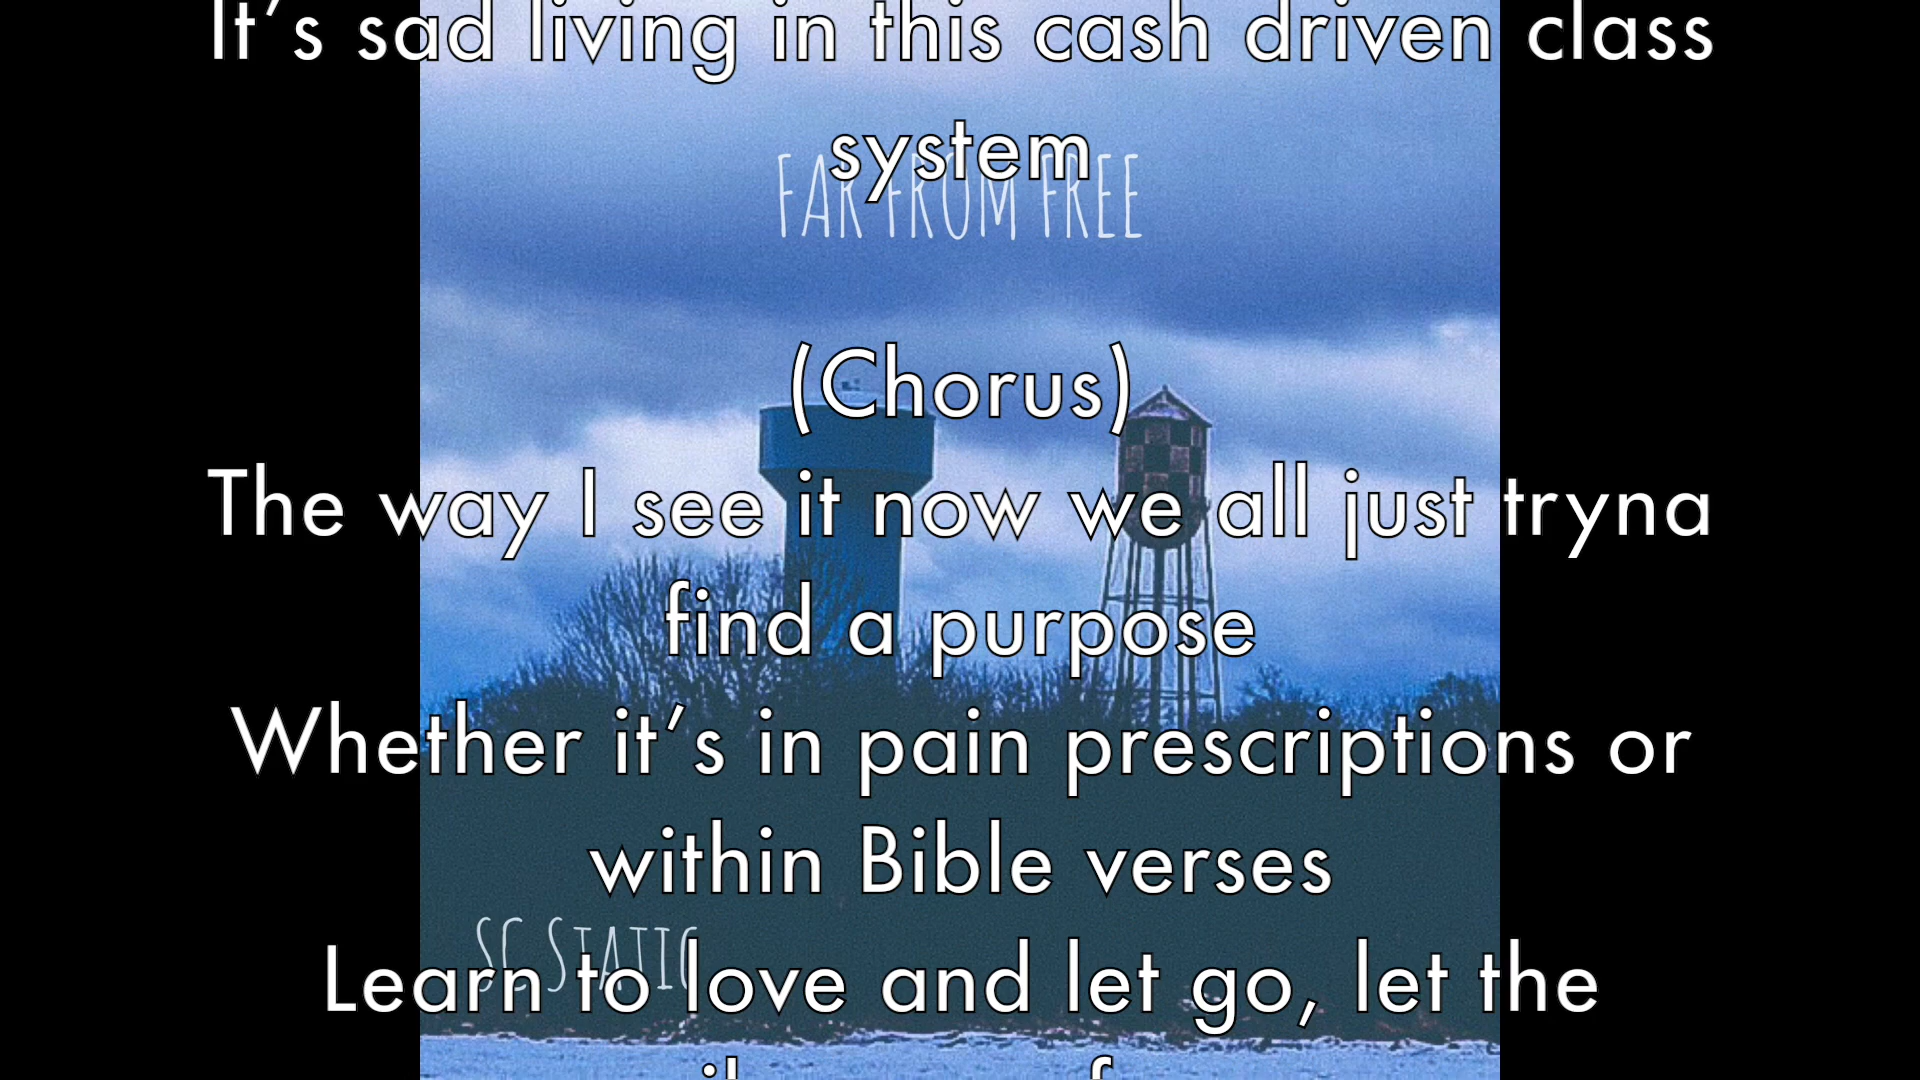 It’s sad living in this cash driven class
system
FAR FROM FREE
(Chorus)
The way I see it now we all just tryna
find a purpose
Whether it’s in pain prescriptions or
within Bible verses
SC STATIC
Learn to love and let go, let the